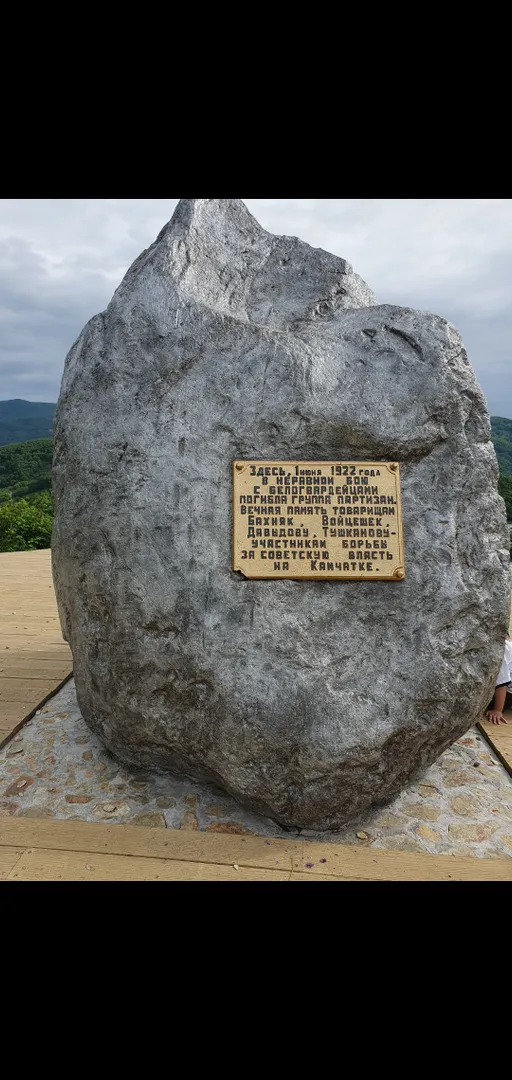 Здесь, 1 июня 1922 года
в неравном бою
с белогвардейцами
погибла группа партизан.
Вечная память товарищам
Бахняк, Войцешек,
Давыдову, Тушканову-
участникам борьбы
за советскую власть
на Камчатке.